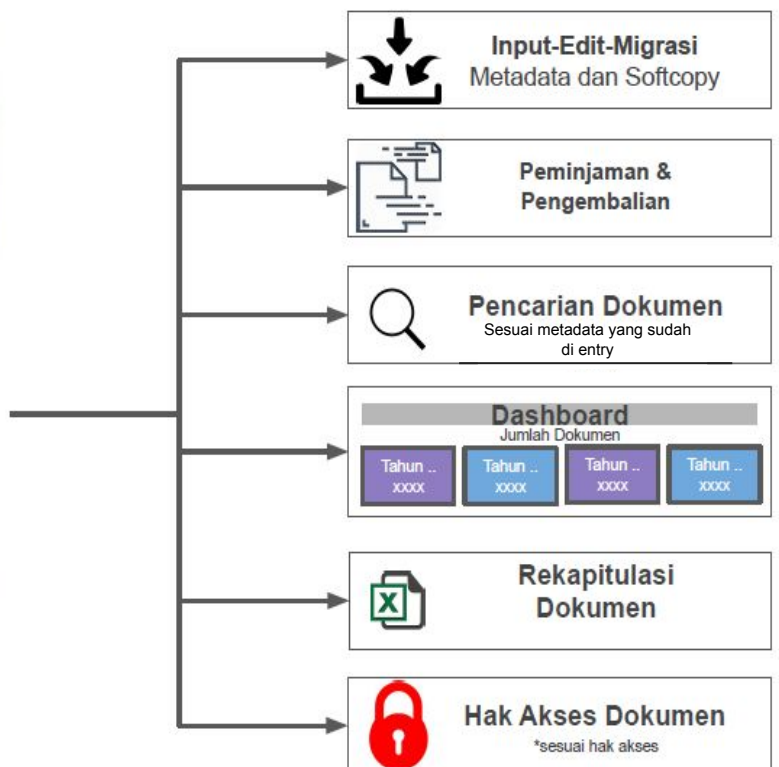 Input-Edit-Migrasi
Metadata dan Softcopy
Peminjaman &
Pengembalian
Pencarian Dokumen
Sesuai metadata yang sudah
di entry
Dashboard
Jumlah Dokumen
Tahun ..
xxxx
Tahun ..
xxxx
Tahun ..
xxxx
Tahun ..
xxxx
X
Rekapitulasi
Dokumen
Hak Akses Dokumen
*sesuai hak akses